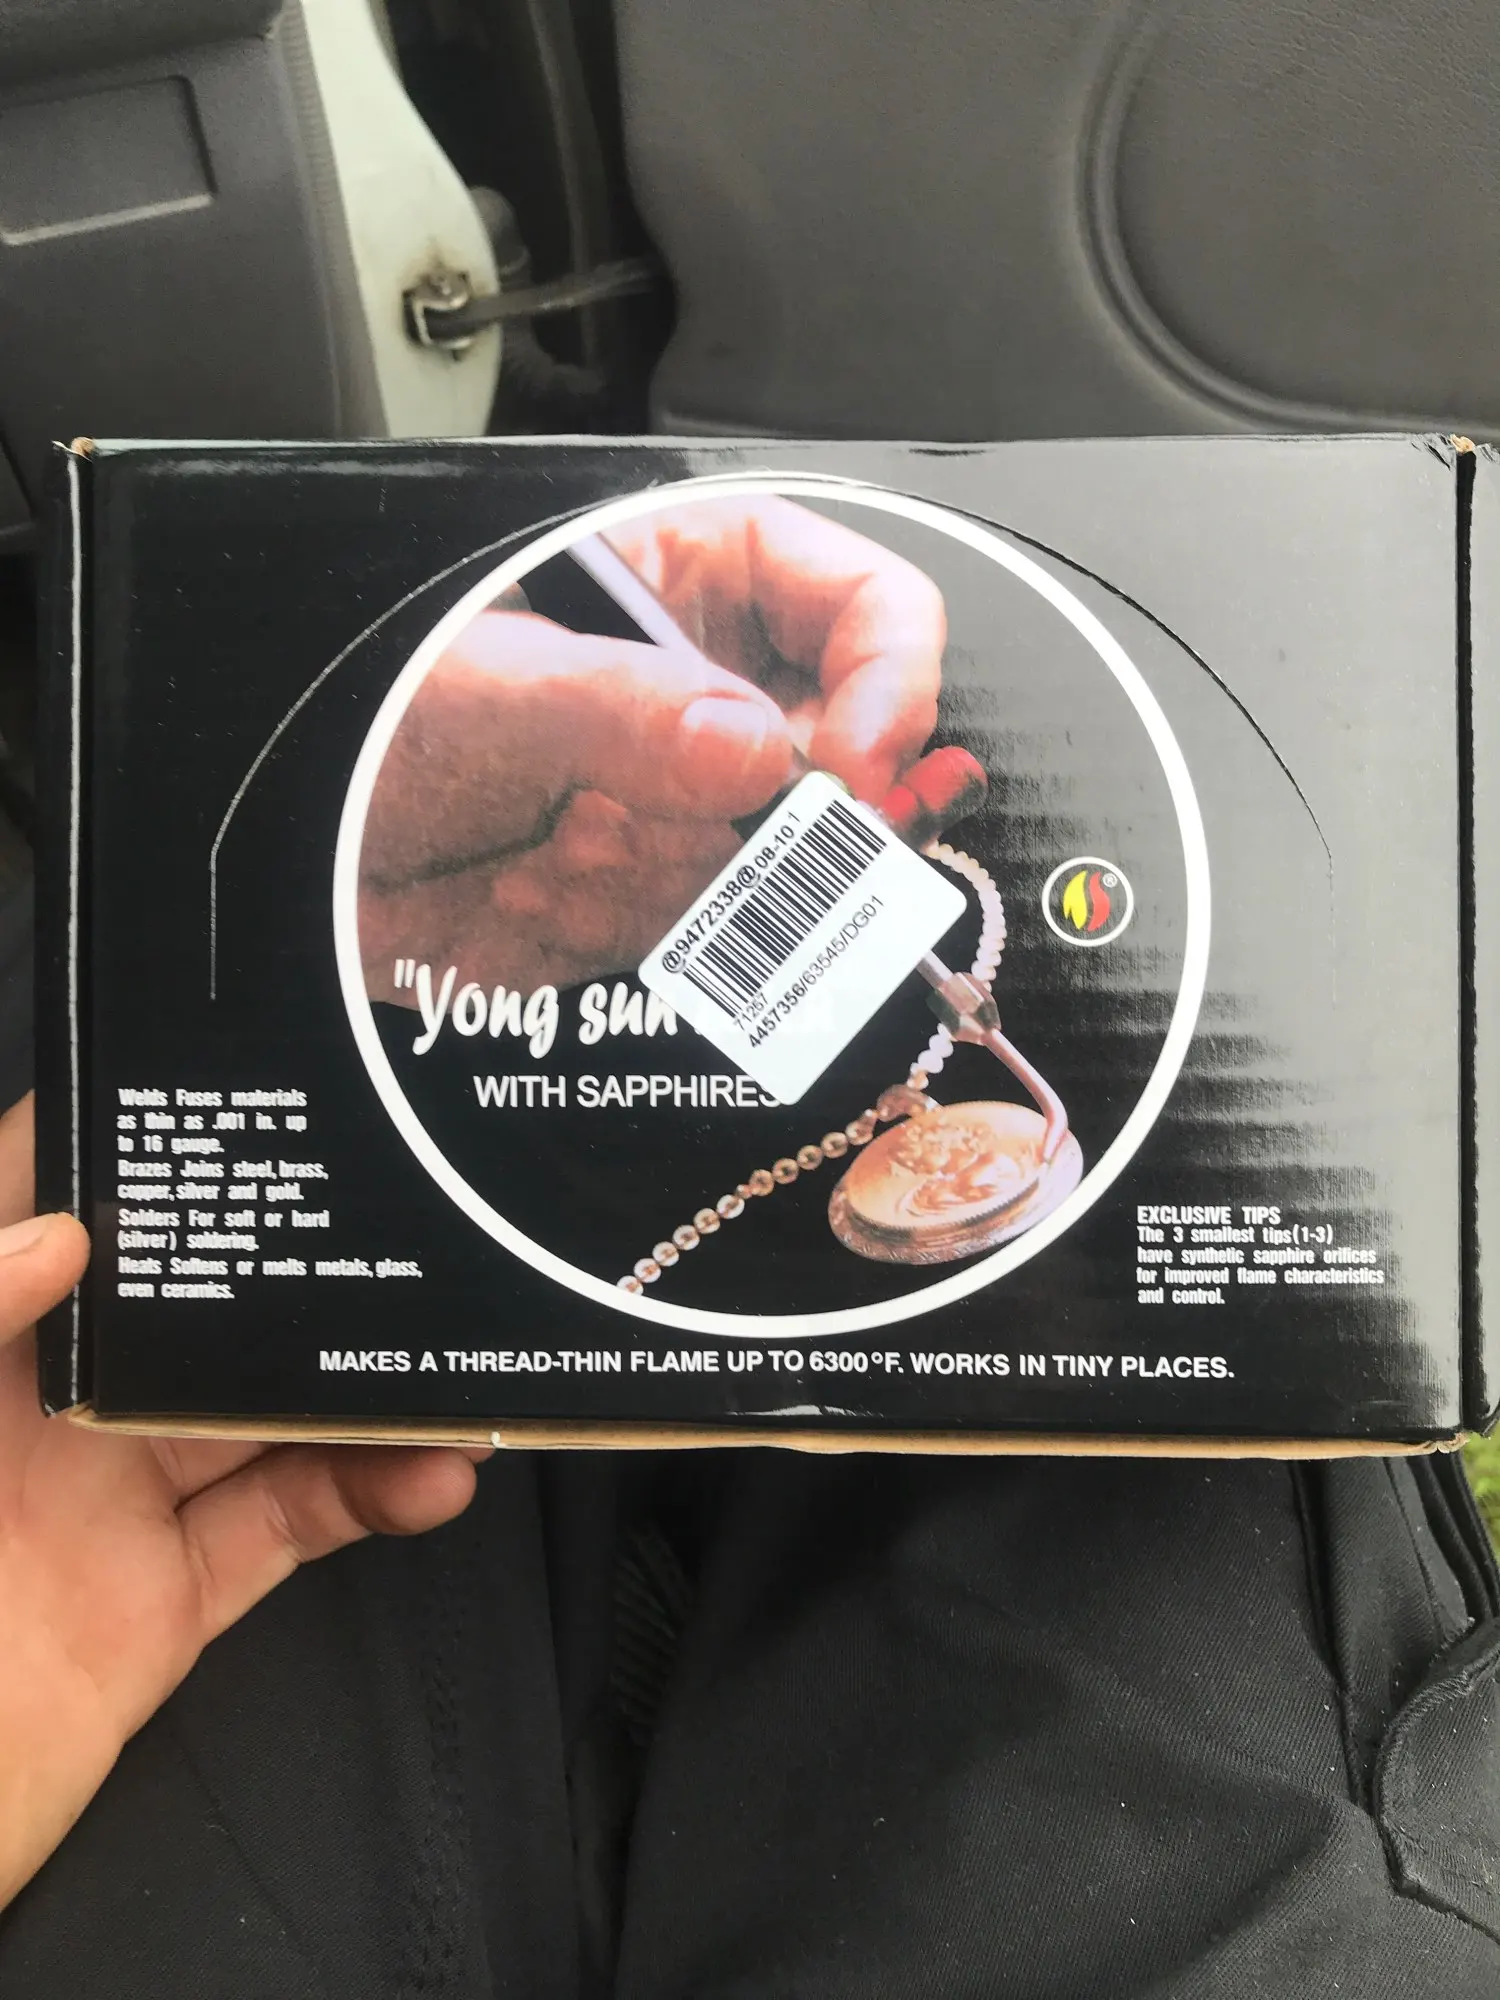 @9472338@08-10 1
71267
4457356/63545/DG01
"Yong sun
WITH SAPPHIRES
Welds Fuses materials
as thin as .001 in. up
to 16 gauge.
Brazes Joins steel, brass,
copper, silver and gold.
Solders For soft or hard
(silver) soldering.
Heats Softens or melts metals, glass,
even ceramics.
EXCLUSIVE TIPS
The 3 smallest tips(1-3)
have synthetic sapphire orifices
for improved flame characteristics
and control.
MAKES A THREAD-THIN FLAME UP TO 6300°F. WORKS IN TINY PLACES.